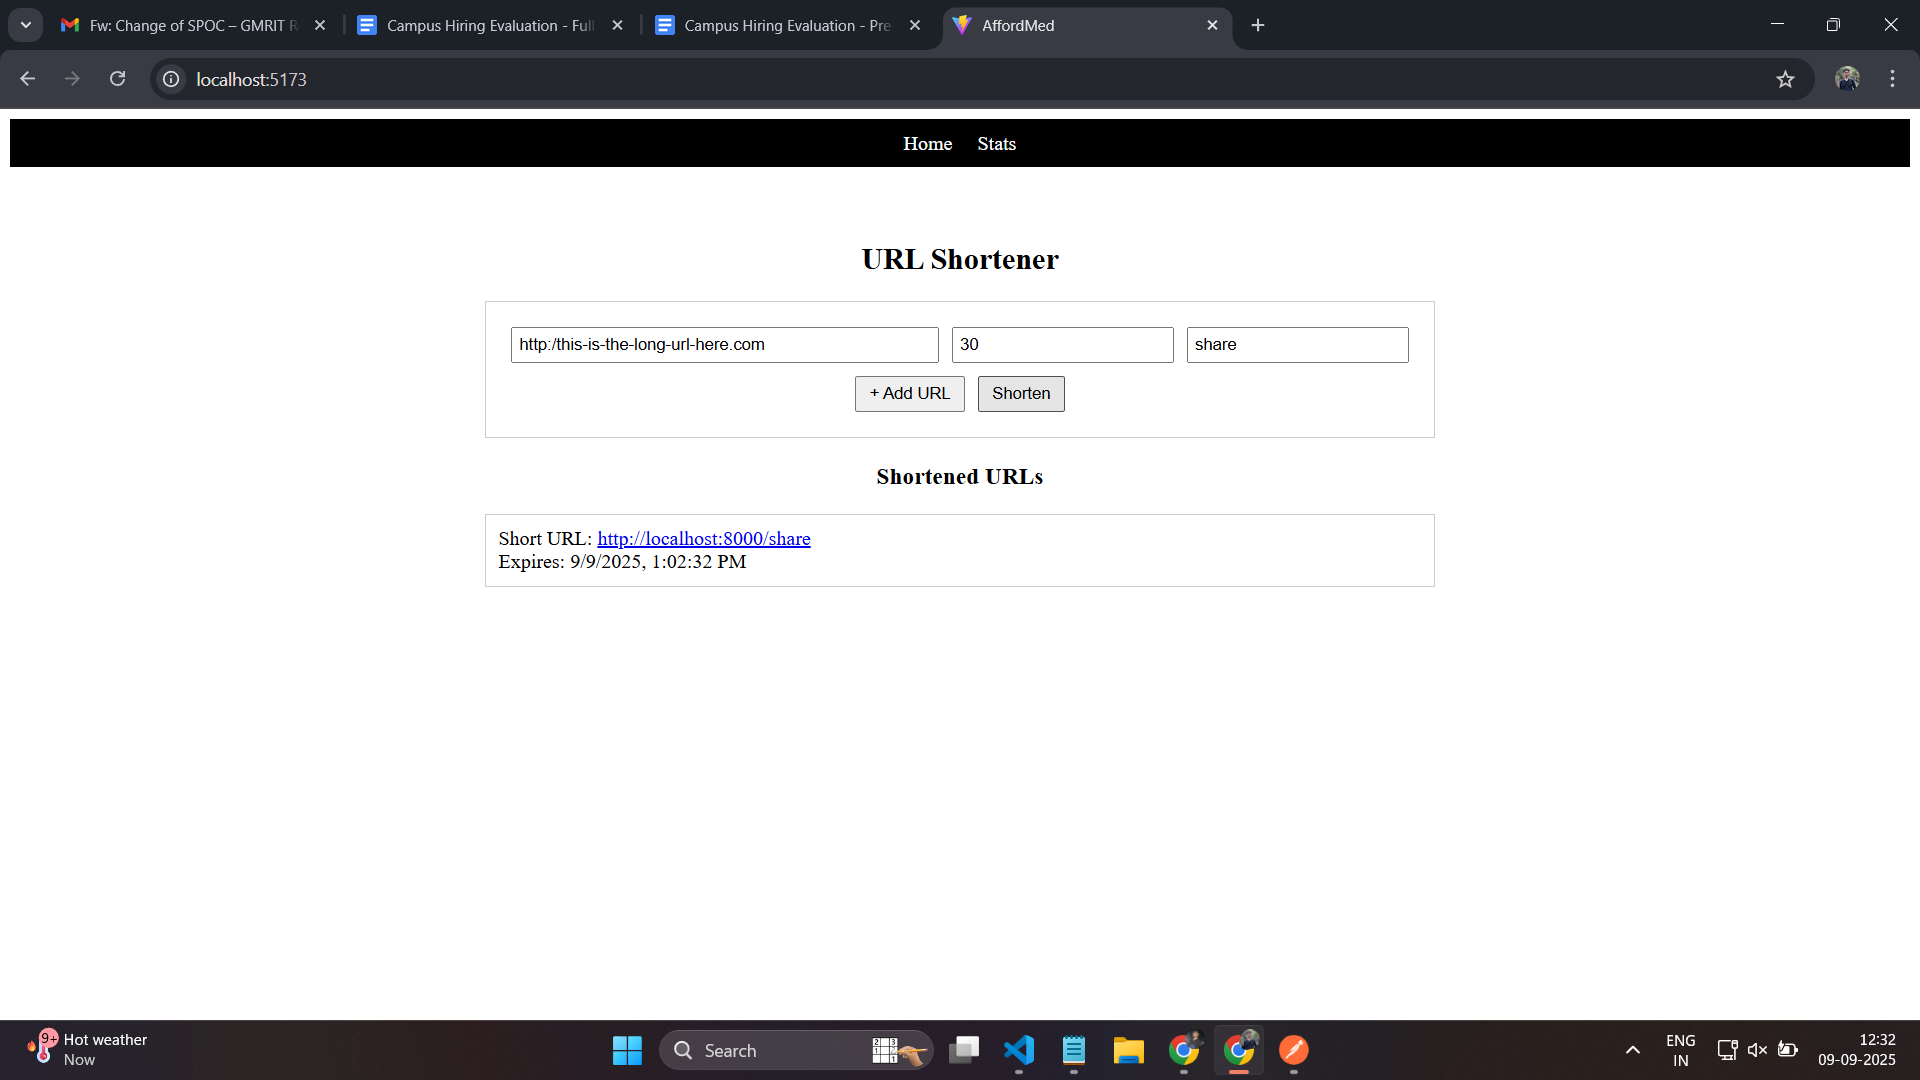 Fw: Change of SPOC – GMRIT R
Campus Hiring Evaluation - Full
Campus Hiring Evaluation - Pre
AffordMed
localhost:5173
Home Stats
URL Shortener
http:/this-is-the-long-url-here.com 30 share
+ Add URL Shorten
Shortened URLs
Short URL: http://localhost:8000/share
Expires: 9/9/2025, 1:02:32 PM
9+ Hot weather
Now
Search
ENG
IN
12:32
09-09-2025